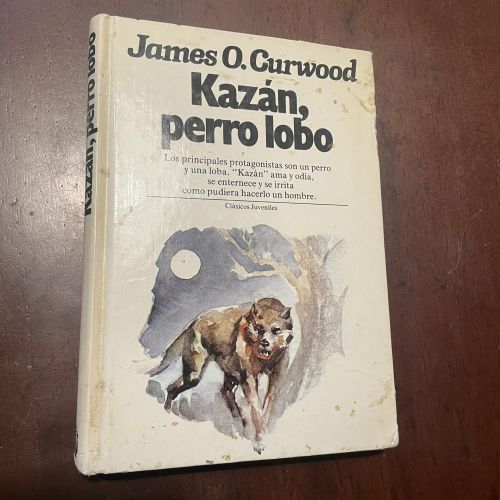 James O. Curwood
Kazán,
perro lobo
Los principales protagonistas son un perro
y una loba. "Kazán" ama y odia,
se enternece y se irrita
como pudiera hacerlo un hombre.
Clásicos Juveniles
Kazán, perro lobo